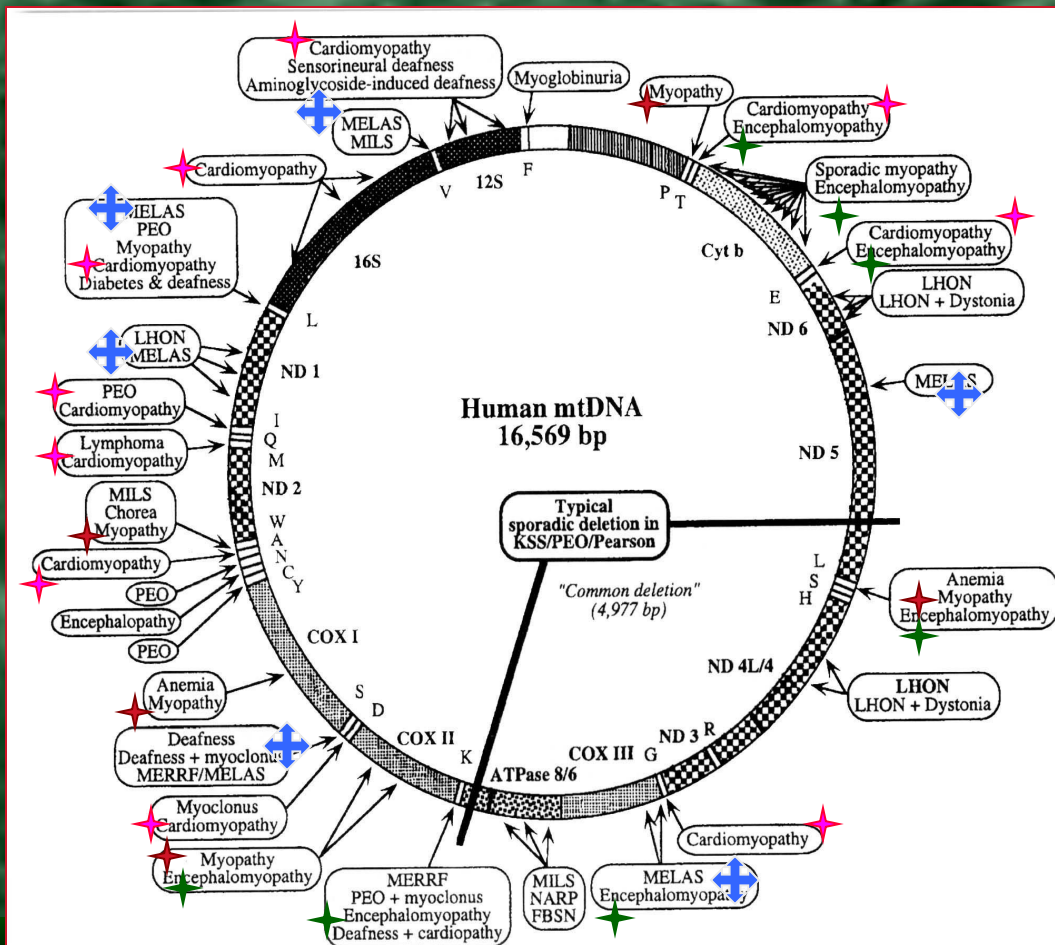 Cardiomyopathy
Sensorineural deafness
Aminoglycoside-induced deafness
Myoglobinuria
Myopathy
Cardiomyopathy
Encephalomyopathy
MELAS
MILS
Cardiomyopathy
Sporadic myopathy
Encephalomyopathy
MELAS
PEO
Myopathy
Cardiomyopathy
Diabetes & deafness
Cardiomyopathy
Encephalomyopathy
LHON
LHON + Dystonia
LHON
MELAS
MELAS
PEO
Cardiomyopathy
Lymphoma
Cardiomyopathy
MILS
Chorea
Myopathy
Cardiomyopathy
PEO
Encephalopathy
PEO
Anemia
Myopathy
Encephalomyopathy
Anemia
Myopathy
LHON
LHON + Dystonia
Deafness
Deafness + myoclonus
MERRF/MELAS
Myoclonus
Cardiomyopathy
Myopathy
Encephalomyopathy
MERRF
PEO + myoclonus
Encephalomyopathy
Deafness + cardiopathy
MILS
NARP
FBSN
MELAS
Encephalomyopathy
Cardiomyopathy
F
V
12S
P
T
16S
Cyt b
E
L
ND 6
ND 1
Human mtDNA
16,569 bp
I
Q
M
ND 2
ND 5
Typical
sporadic deletion in
KSS/PEO/Pearson
"Common deletion"
(4,977 bp)
W
A
N
C
Y
L
S
H
COX I
ND 4L/4
S
D
COX II
K
ATPase 8/6
COX III
G
ND 3
R